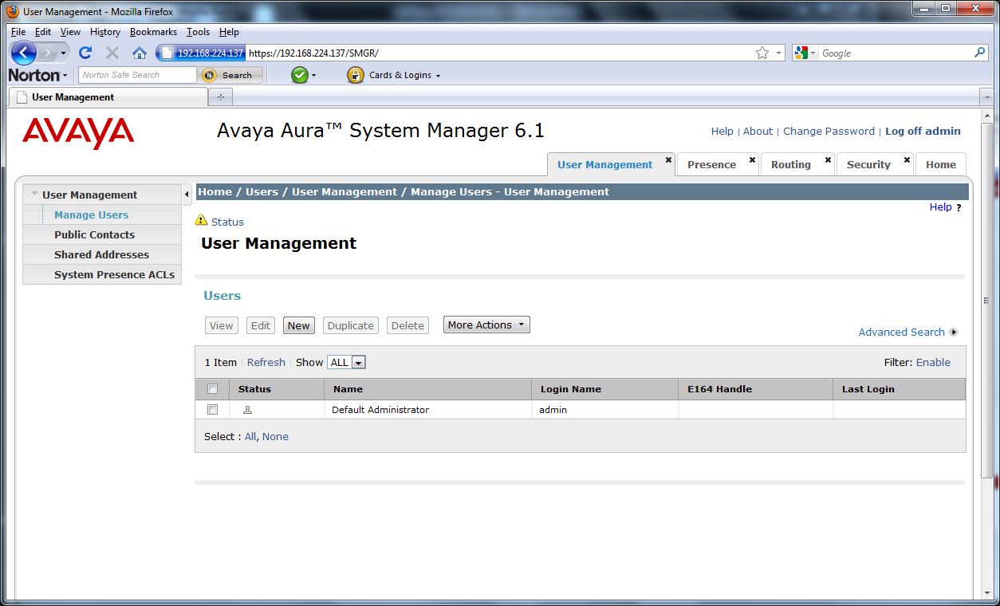 User Management - Mozilla Firefox
File Edit View History Bookmarks Tools Help
192.168.224.137 https://192.168.224.137/SMGR/ Google
Norton Norton Safe Search N Search Cards & Logins
User Management
AVAYA Avaya Aura™ System Manager 6.1 Help | About | Change Password | Log off admin
User Management Presence Routing Security Home
User Management
Manage Users
Public Contacts
Shared Addresses
System Presence ACLs
Home / Users / User Management / Manage Users - User Management
Help ?
Status
User Management
Users
View Edit New Duplicate Delete More Actions
Advanced Search
1 Item | Refresh | Show ALL Filter: Enable
Status Name Login Name E164 Handle Last Login
Default Administrator admin
Select : All, None